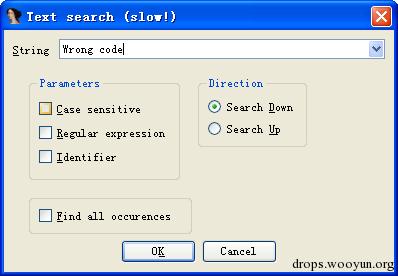 Text search (slow!)
String Wrong code
Parameters
Case sensitive
Regular expression
Identifier
Direction
Search Down
Search Up
Find all occurences
OK Cancel
drops.wooyun.org